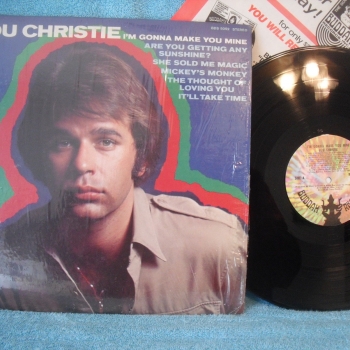 OU CHRISTIE I'M GONNA MAKE YOU MINE
ARE YOU GETTING ANY
SUNSHINE?
SHE SOLD ME MAGIC
MICKEY'S MONKEY
THE THOUGHT OF
LOVING YOU
IT'LL TAKE TIME
for only
YOU WILL RE
BUDDAH